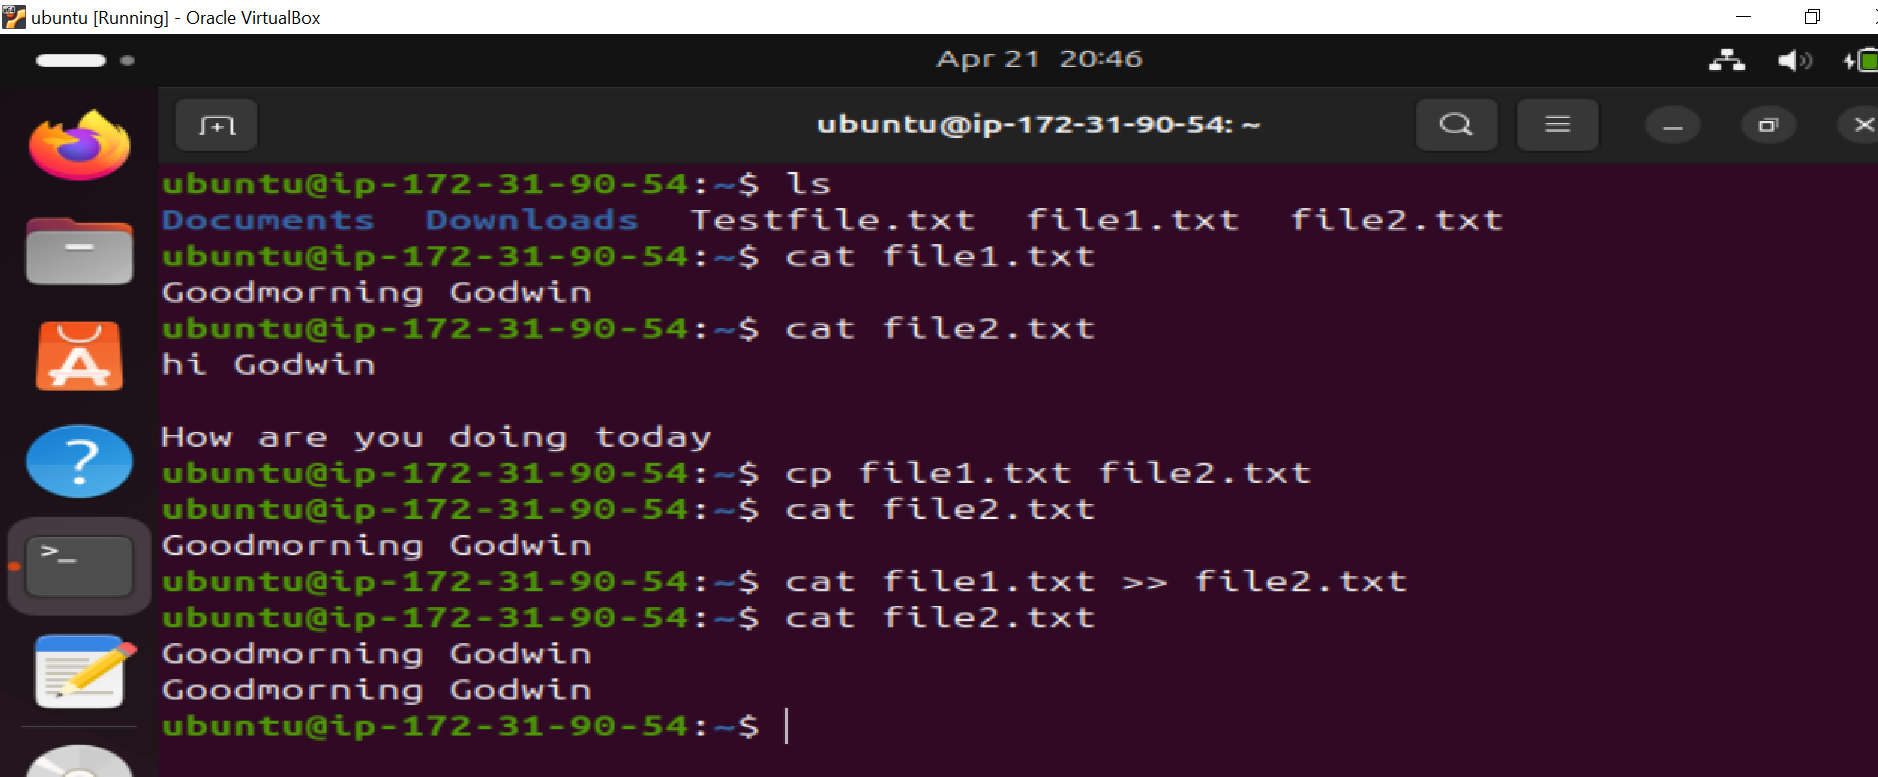 ubuntu [Running] - Oracle VirtualBox
Apr 21 20:46
ubuntu@ip-172-31-90-54: ~
ubuntu@ip-172-31-90-54:~$ ls
Documents Downloads Testfile.txt file1.txt file2.txt
ubuntu@ip-172-31-90-54:~$ cat file1.txt
Goodmorning Godwin
ubuntu@ip-172-31-90-54:~$ cat file2.txt
hi Godwin
How are you doing today
ubuntu@ip-172-31-90-54:~$ cp file1.txt file2.txt
ubuntu@ip-172-31-90-54:~$ cat file2.txt
Goodmorning Godwin
ubuntu@ip-172-31-90-54:~$ cat file1.txt >> file2.txt
ubuntu@ip-172-31-90-54:~$ cat file2.txt
Goodmorning Godwin
Goodmorning Godwin
ubuntu@ip-172-31-90-54:~$